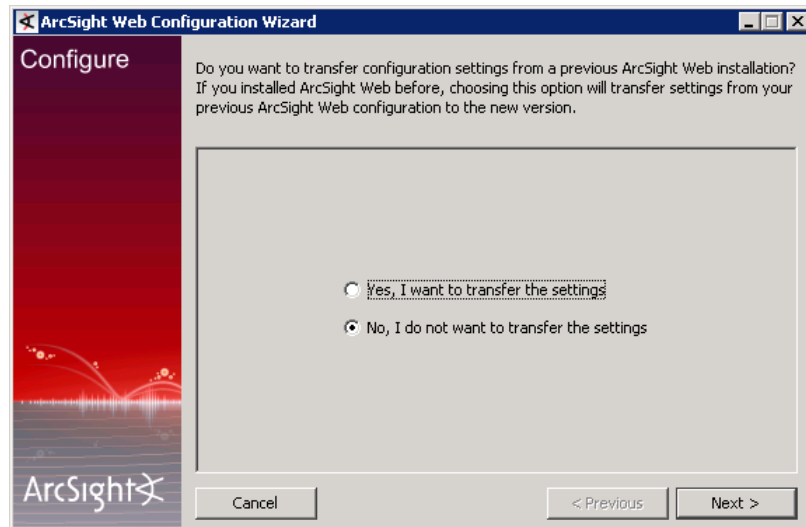 ArcSight Web Configuration Wizard
Configure
Do you want to transfer configuration settings from a previous ArcSight Web installation?
If you installed ArcSight Web before, choosing this option will transfer settings from your
previous ArcSight Web configuration to the new version.
Yes, I want to transfer the settings
No, I do not want to transfer the settings
ArcSight
Cancel
< Previous
Next >